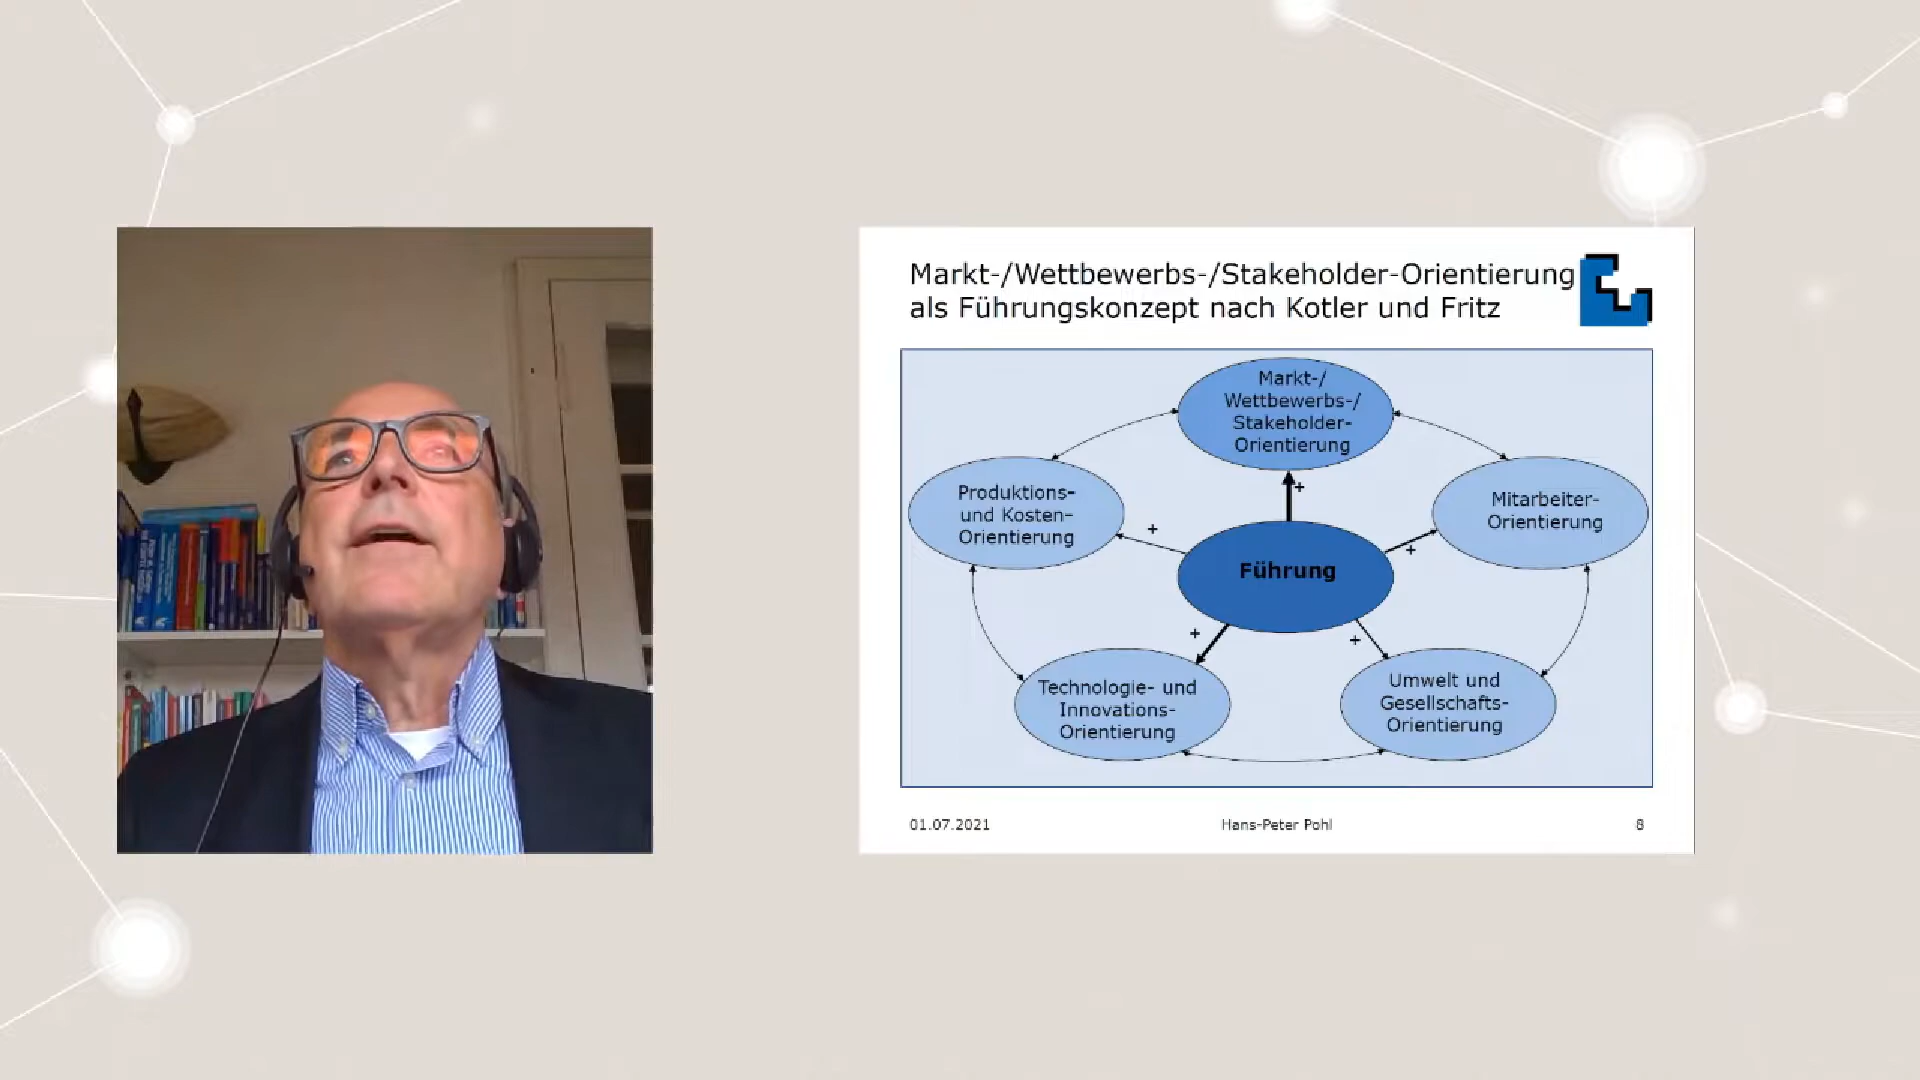 Markt-/Wettbewerbs-/Stakeholder-Orientierung
als Führungskonzept nach Kotler und Fritz
Markt-/
Wettbewerbs-/
Stakeholder-
Orientierung
Produktions-
und Kosten-
Orientierung
Mitarbeiter-
Orientierung
+
+
+
Führung
+
+
Technologie- und
Innovations-
Orientierung
Umwelt und
Gesellschafts-
Orientierung
01.07.2021
Hans-Peter Pohl
8